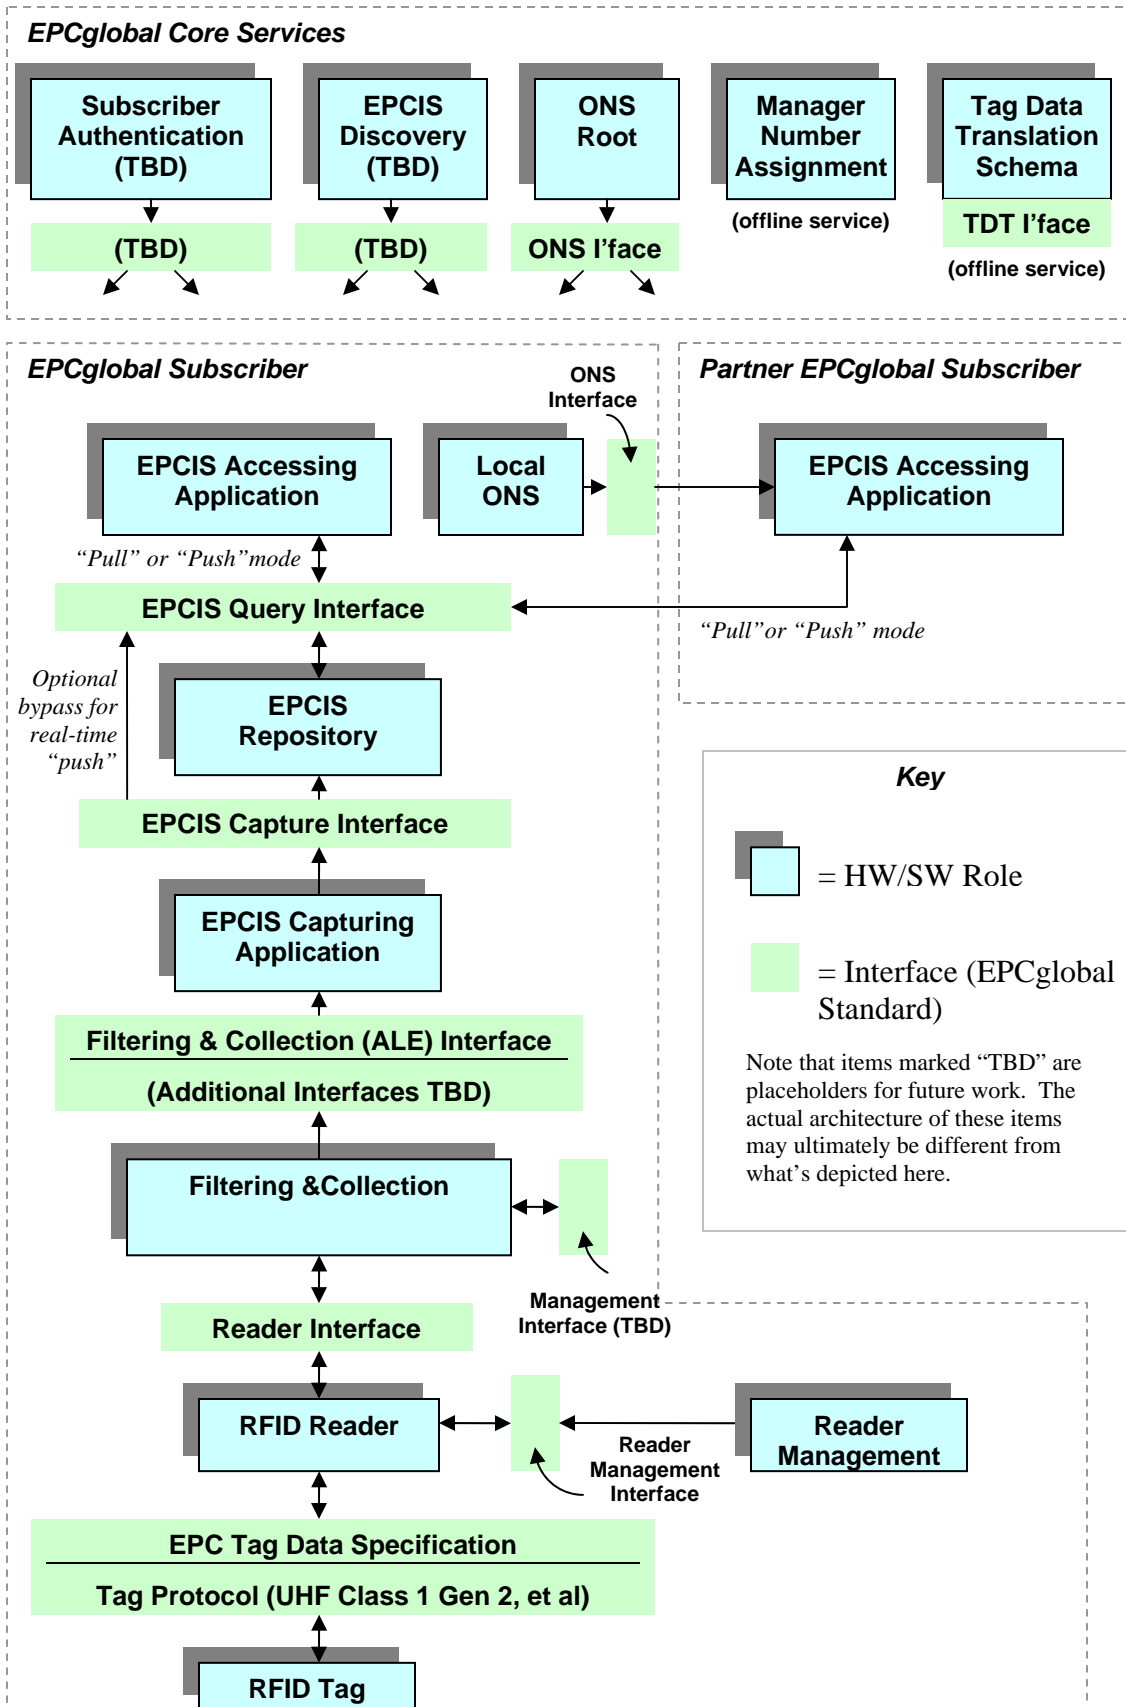 EPCglobal Core Services
Subscriber
Authentication
(TBD)
EPCIS
Discovery
(TBD)
ONS
Root
Manager
Number
Assignment
Tag Data
Translation
Schema
(TBD)
(TBD)
ONS I’face
(offline service)
TDT I’face
(offline service)
EPCglobal Subscriber
ONS
Interface
Partner EPCglobal Subscriber
EPCIS Accessing
Application
Local
ONS
EPCIS Accessing
Application
“Pull” or “Push”mode
EPCIS Query Interface
“Pull”or “Push” mode
Optional
bypass for
real-time
“push”
EPCIS
Repository
EPCIS Capture Interface
EPCIS Capturing
Application
Filtering & Collection (ALE) Interface
(Additional Interfaces TBD)
Filtering &Collection
Management
Interface (TBD)
Reader Interface
RFID Reader
Reader
Management
Interface
Reader
Management
EPC Tag Data Specification
Tag Protocol (UHF Class 1 Gen 2, et al)
RFID Tag
Key
= HW/SW Role
= Interface (EPCglobal
Standard)
Note that items marked “TBD” are
placeholders for future work.  The
actual architecture of these items
may ultimately be different from
what’s depicted here.